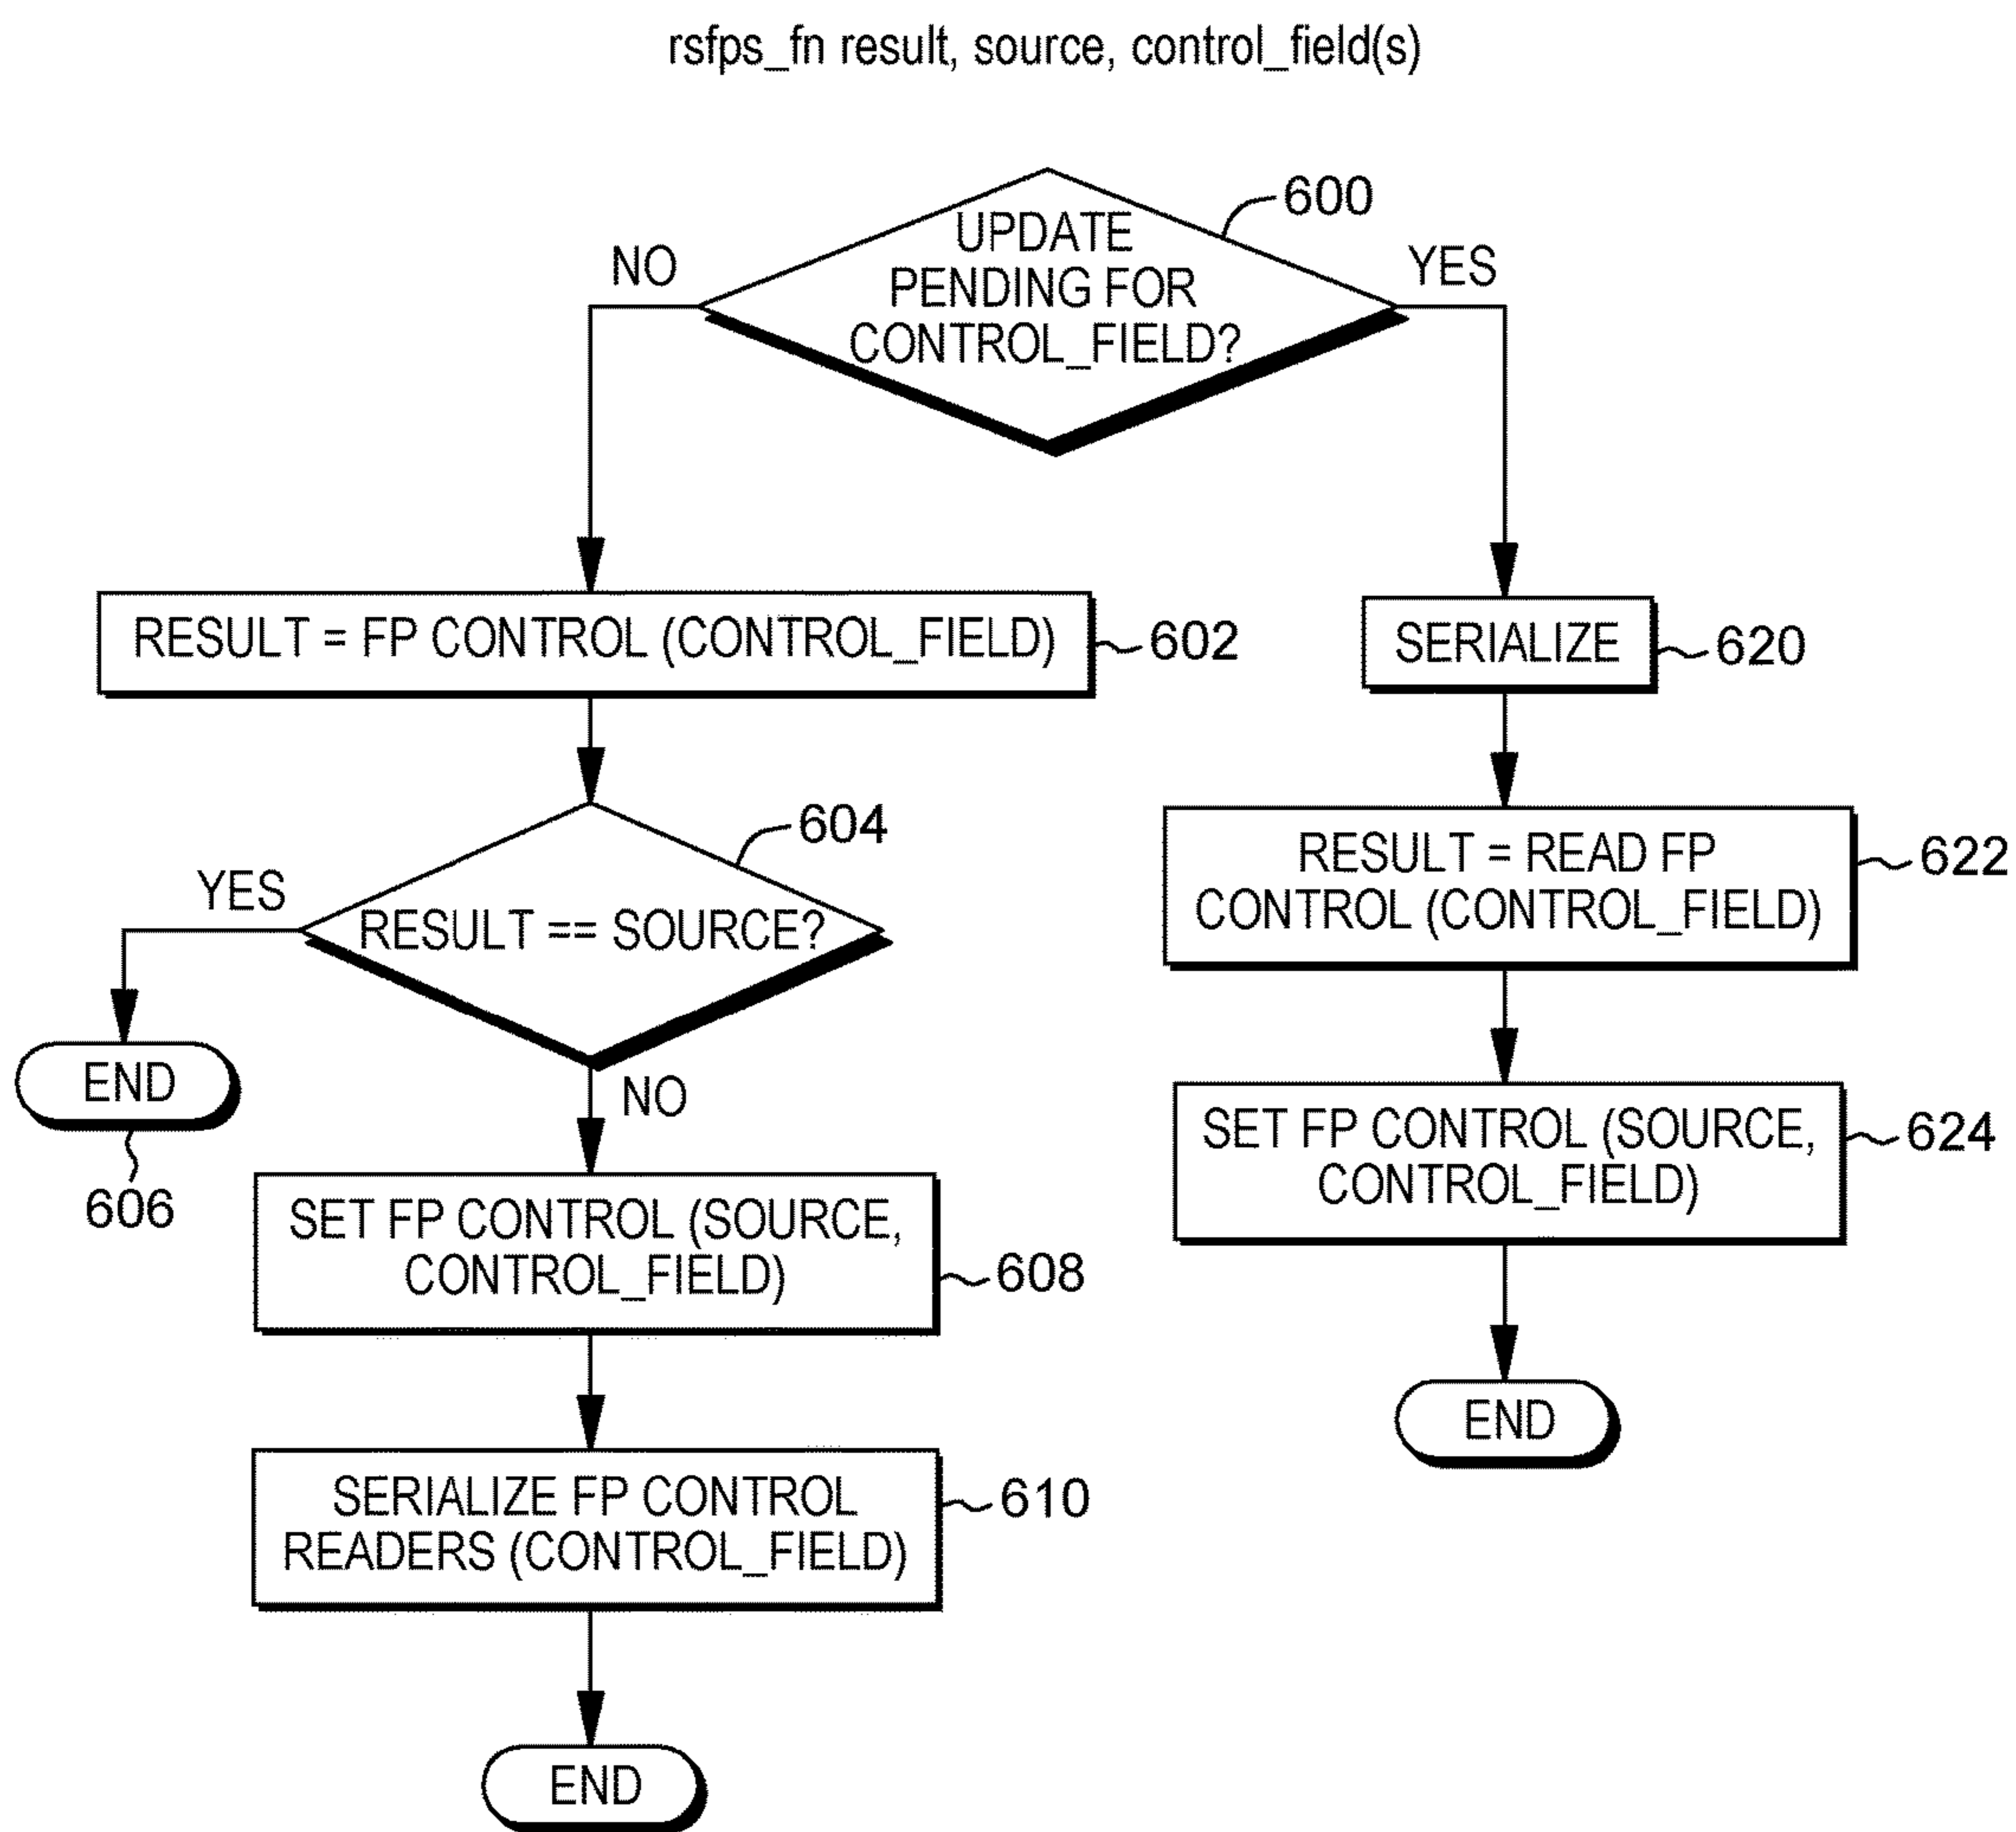 rsfps_fn result, source, control_field(s)
600
UPDATE
PENDING FOR
CONTROL_FIELD?
NO
YES
RESULT = FP CONTROL (CONTROL_FIELD)
602
SERIALIZE
620
604
RESULT == SOURCE?
YES
NO
RESULT = READ FP
CONTROL (CONTROL_FIELD)
622
END
606
SET FP CONTROL (SOURCE,
CONTROL_FIELD)
624
SET FP CONTROL (SOURCE,
CONTROL_FIELD)
608
END
SERIALIZE FP CONTROL
READERS (CONTROL_FIELD)
610
END